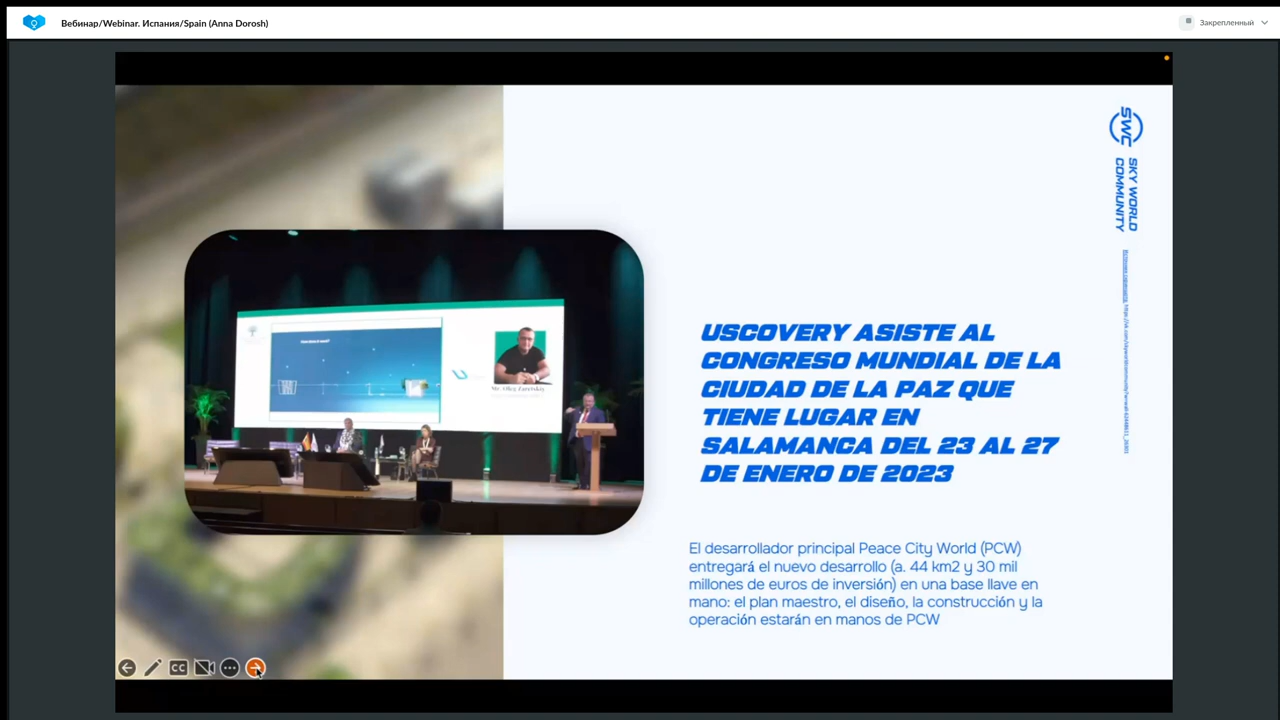 Вебинар/Webinar. Испания/Spain (Anna Dorosh)
Закрепленный
SWC
SKY WORLD
COMMUNITY
USCOVERY ASISTE AL
CONGRESO MUNDIAL DE LA
CIUDAD DE LA PAZ QUE
TIENE LUGAR EN
SALAMANCA DEL 23 AL 27
DE ENERO DE 2023
El desarrollador principal Peace City World (PCW)
entregará el nuevo desarrollo (a. 44 km2 y 30 mil
millones de euros de inversión) en una base llave en
mano: el plan maestro, el diseño, la construcción y la
operación estarán en manos de PCW
CC